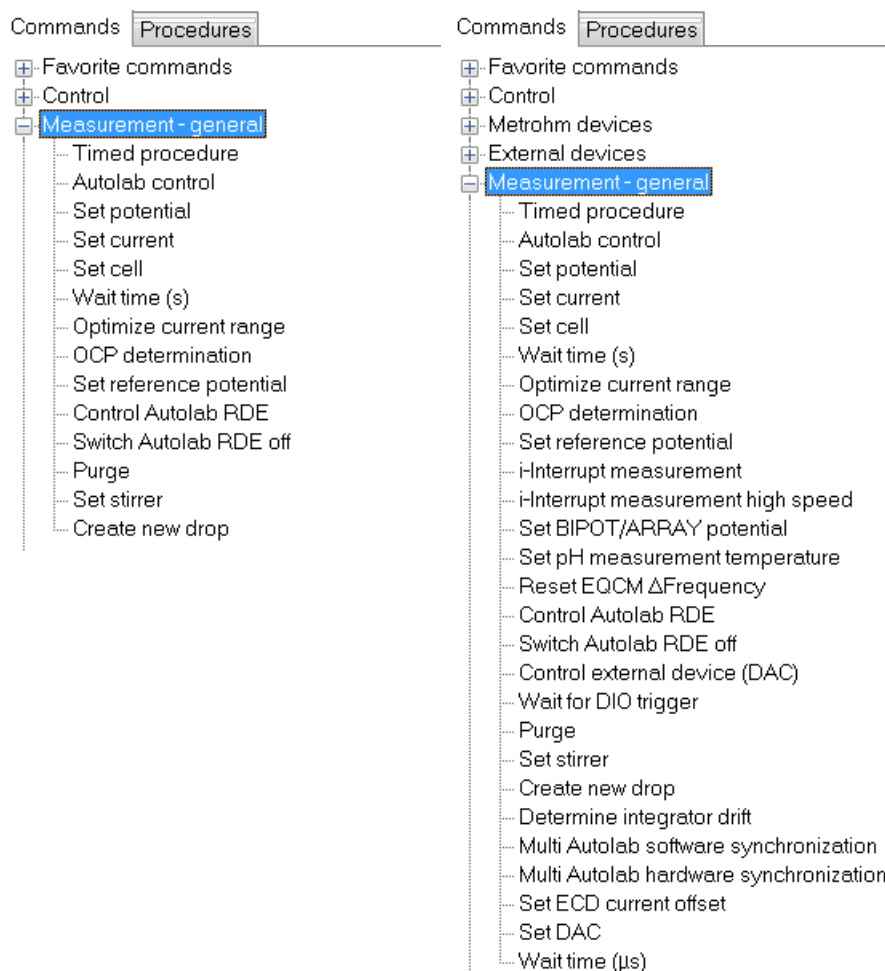 Commands Procedures
Favorite commands
Control
Measurement - general
Timed procedure
Autolab control
Set potential
Set current
Set cell
Wait time (s)
Optimize current range
OCP determination
Set reference potential
Control Autolab RDE
Switch Autolab RDE off
Purge
Set stirrer
Create new drop
Commands Procedures
Favorite commands
Control
Metrohm devices
External devices
Measurement - general
Timed procedure
Autolab control
Set potential
Set current
Set cell
Wait time (s)
Optimize current range
OCP determination
Set reference potential
i-Interrupt measurement
i-Interrupt measurement high speed
Set BIPOT/ARRAY potential
Set pH measurement temperature
Reset EQCM ΔFrequency
Control Autolab RDE
Switch Autolab RDE off
Control external device (DAC)
Wait for DIO trigger
Purge
Set stirrer
Create new drop
Determine integrator drift
Multi Autolab software synchronization
Multi Autolab hardware synchronization
Set ECD current offset
Set DAC
Wait time (µs)